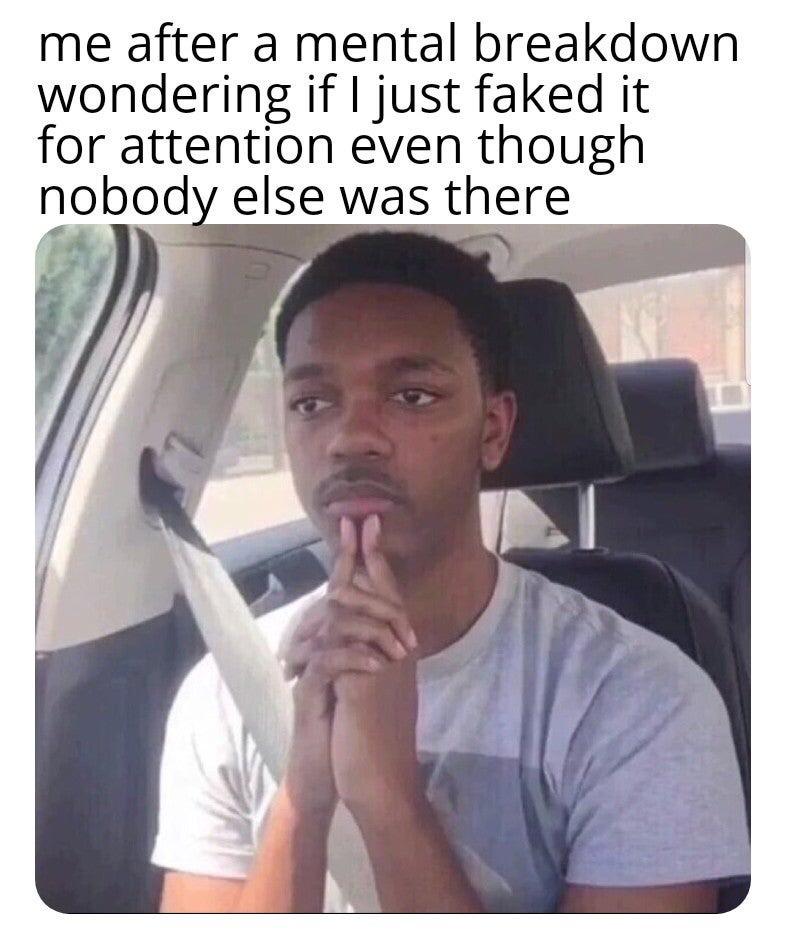 me after a mental breakdown
wondering if I just faked it
for attention even though
nobody else was there